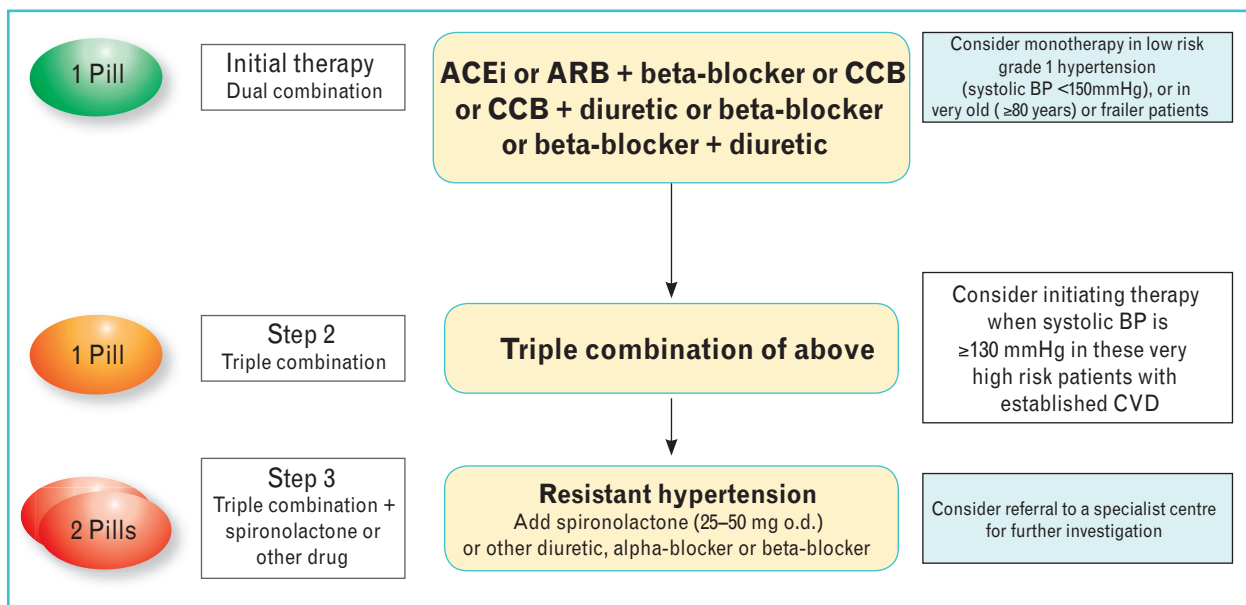 1 Pill
Initial therapy
Dual combination
ACEi or ARB + beta-blocker or CCB
or CCB + diuretic or beta-blocker
or beta-blocker + diuretic
Consider monotherapy in low risk
grade 1 hypertension
(systolic BP <150mmHg), or in
very old ( ≥80 years) or frailer patients
1 Pill
Step 2
Triple combination
Triple combination of above
Consider initiating therapy
when systolic BP is
≥130 mmHg in these very
high risk patients with
established CVD
2 Pills
Step 3
Triple combination +
spironolactone or
other drug
Resistant hypertension
Add spironolactone (25–50 mg o.d.)
or other diuretic, alpha-blocker or beta-blocker
Consider referral to a specialist centre
for further investigation